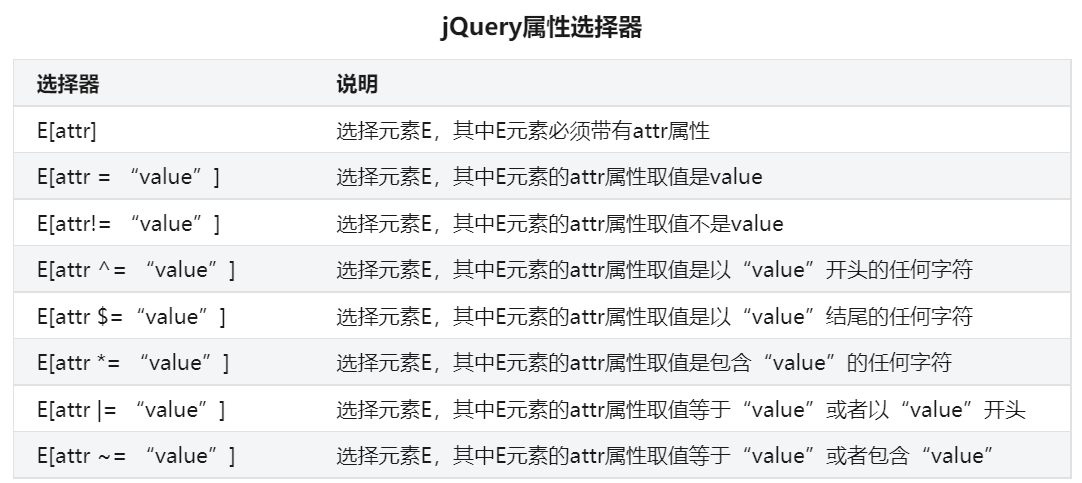 jQuery属性选择器
选择器 说明
E[attr] 选择元素E，其中E元素必须带有attr属性
E[attr = “value”] 选择元素E，其中E元素的attr属性取值是value
E[attr!= “value”] 选择元素E，其中E元素的attr属性取值不是value
E[attr ^= “value”] 选择元素E，其中E元素的attr属性取值是以“value”开头的任何字符
E[attr $=“value”] 选择元素E，其中E元素的attr属性取值是以“value”结尾的任何字符
E[attr *= “value”] 选择元素E，其中E元素的attr属性取值是包含“value”的任何字符
E[attr |= “value”] 选择元素E，其中E元素的attr属性取值等于“value”或者以“value”开头
E[attr ~= “value”] 选择元素E，其中E元素的attr属性取值等于“value”或者包含“value”